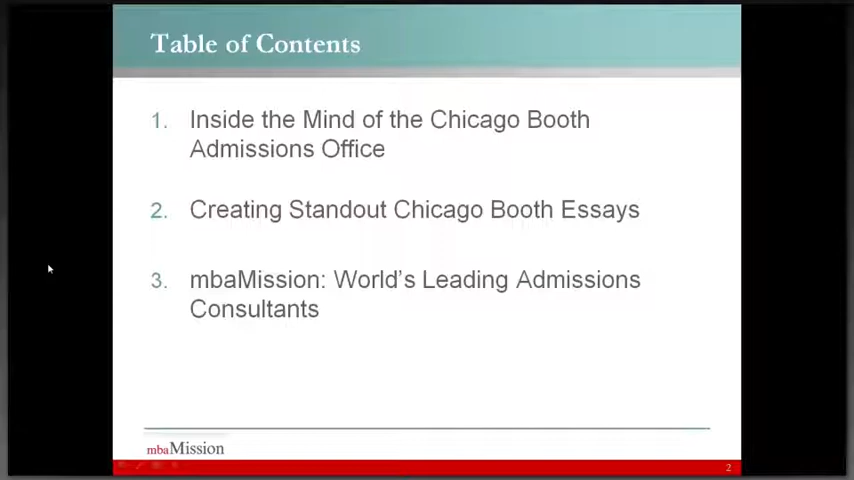 Table of Contents
1. Inside the Mind of the Chicago Booth
Admissions Office
2. Creating Standout Chicago Booth Essays
3. mbaMission: World’s Leading Admissions
Consultants
mbaMission
2